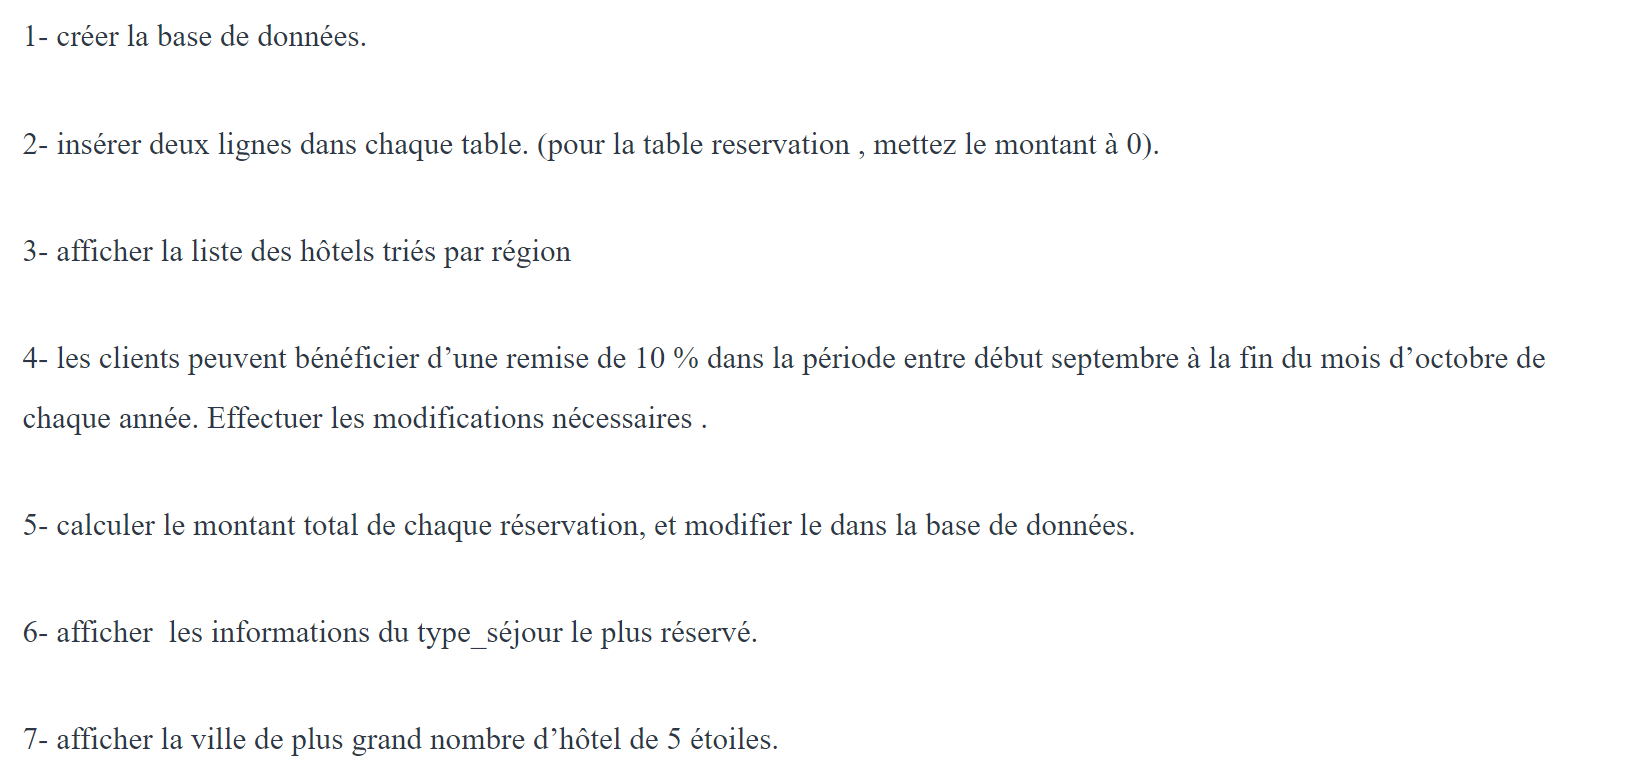 1- créer la base de données.
2- insérer deux lignes dans chaque table. (pour la table reservation , mettez le montant à 0).
3- afficher la liste des hôtels triés par région
4- les clients peuvent bénéficier d’une remise de 10 % dans la période entre début septembre à la fin du mois d’octobre de
chaque année. Effectuer les modifications nécessaires .
5- calculer le montant total de chaque réservation, et modifier le dans la base de données.
6- afficher  les informations du type_séjour le plus réservé.
7- afficher la ville de plus grand nombre d’hôtel de 5 étoiles.